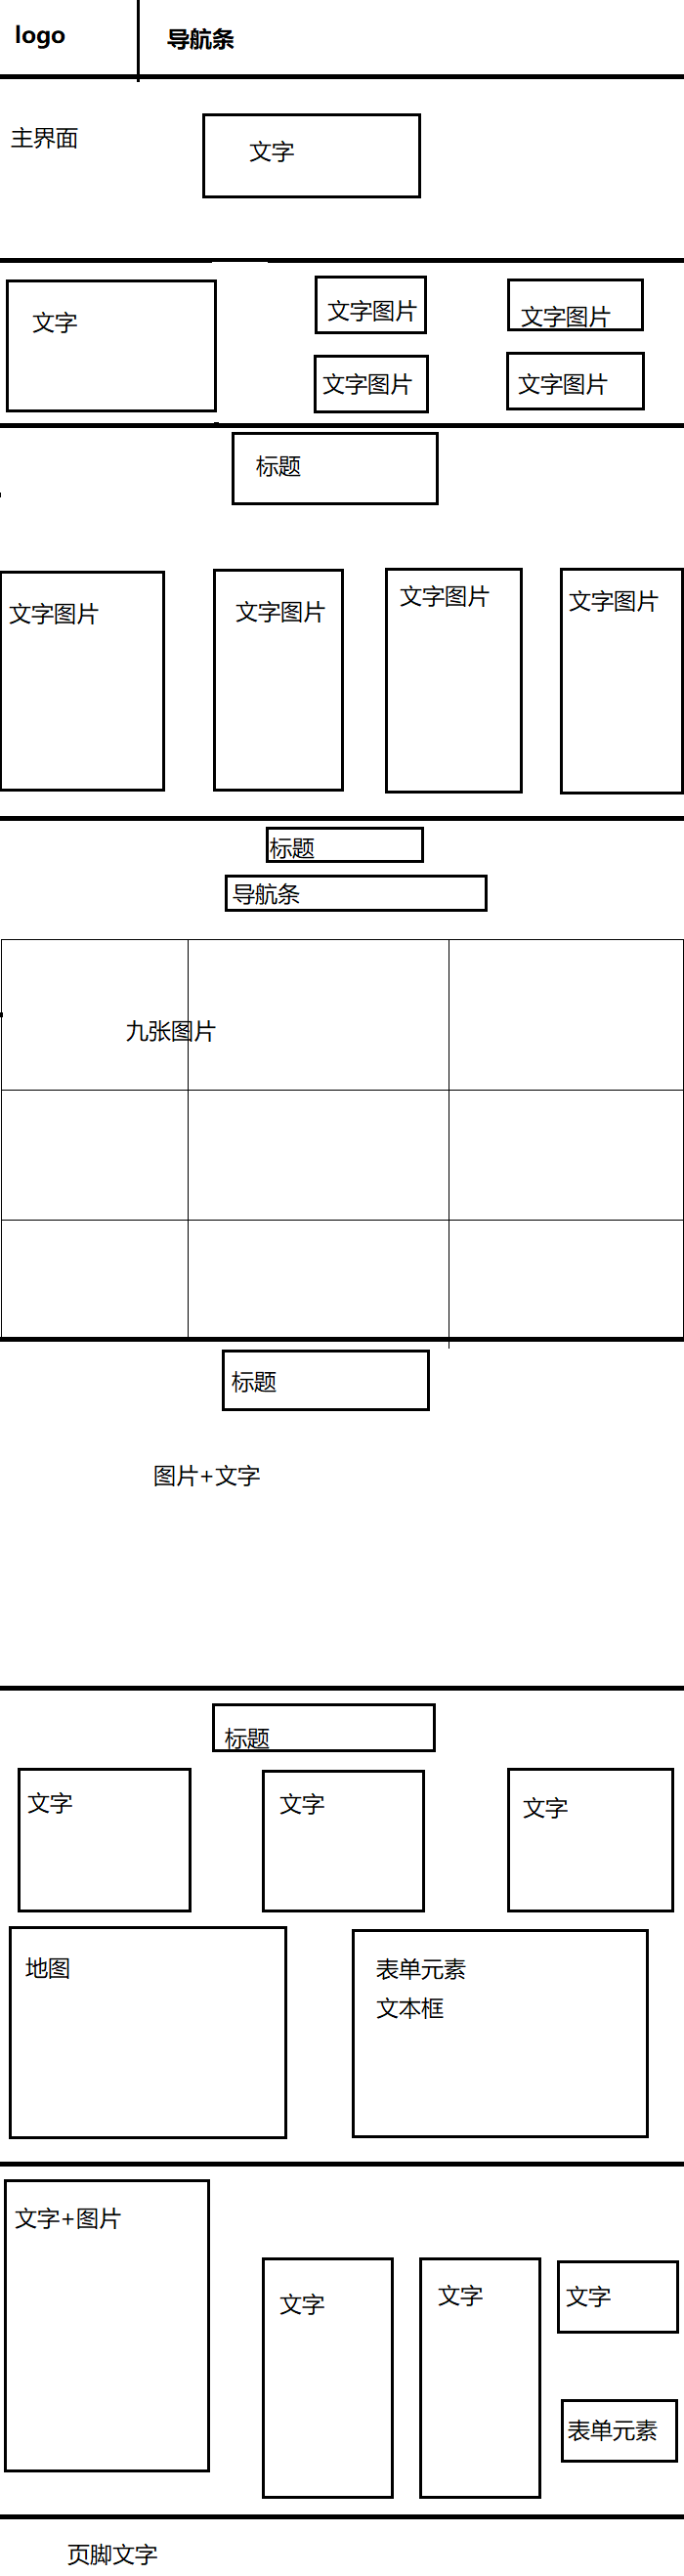 logo
导航条
主界面
文字
文字
文字图片
文字图片
文字图片
文字图片
标题
文字图片
文字图片
文字图片
文字图片
标题
导航条
九张图片
标题
图片+文字
标题
文字
文字
文字
地图
表单元素
文本框
文字+图片
文字
文字
文字
表单元素
页脚文字